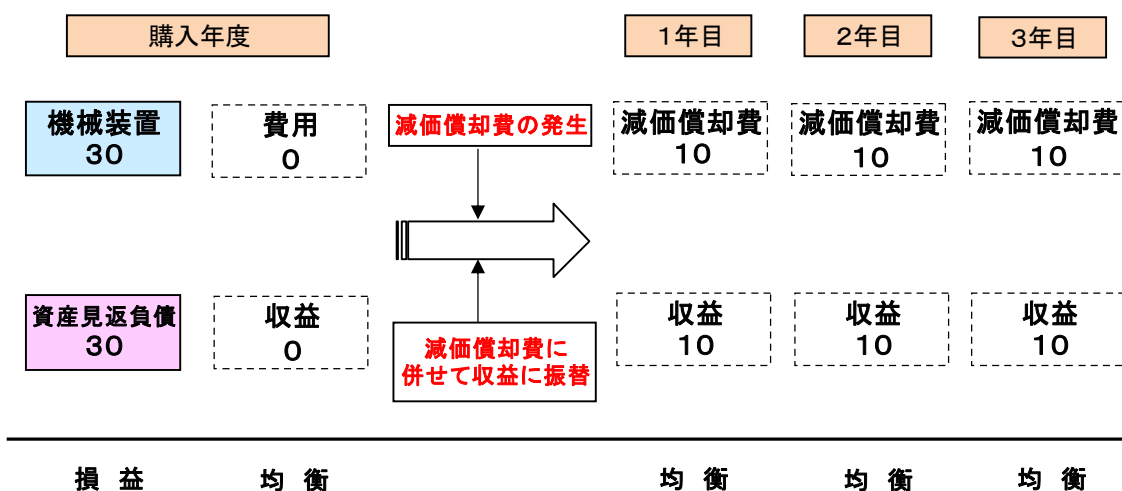 購入年度
1年目
2年目
3年目
機械装置
30
費用
0
減価償却費の発生
減価償却費
10
減価償却費
10
減価償却費
10
資産見返負債
30
収益
0
減価償却費に
併せて収益に振替
収益
10
収益
10
収益
10
損 益
均 衡
均 衡
均 衡
均 衡